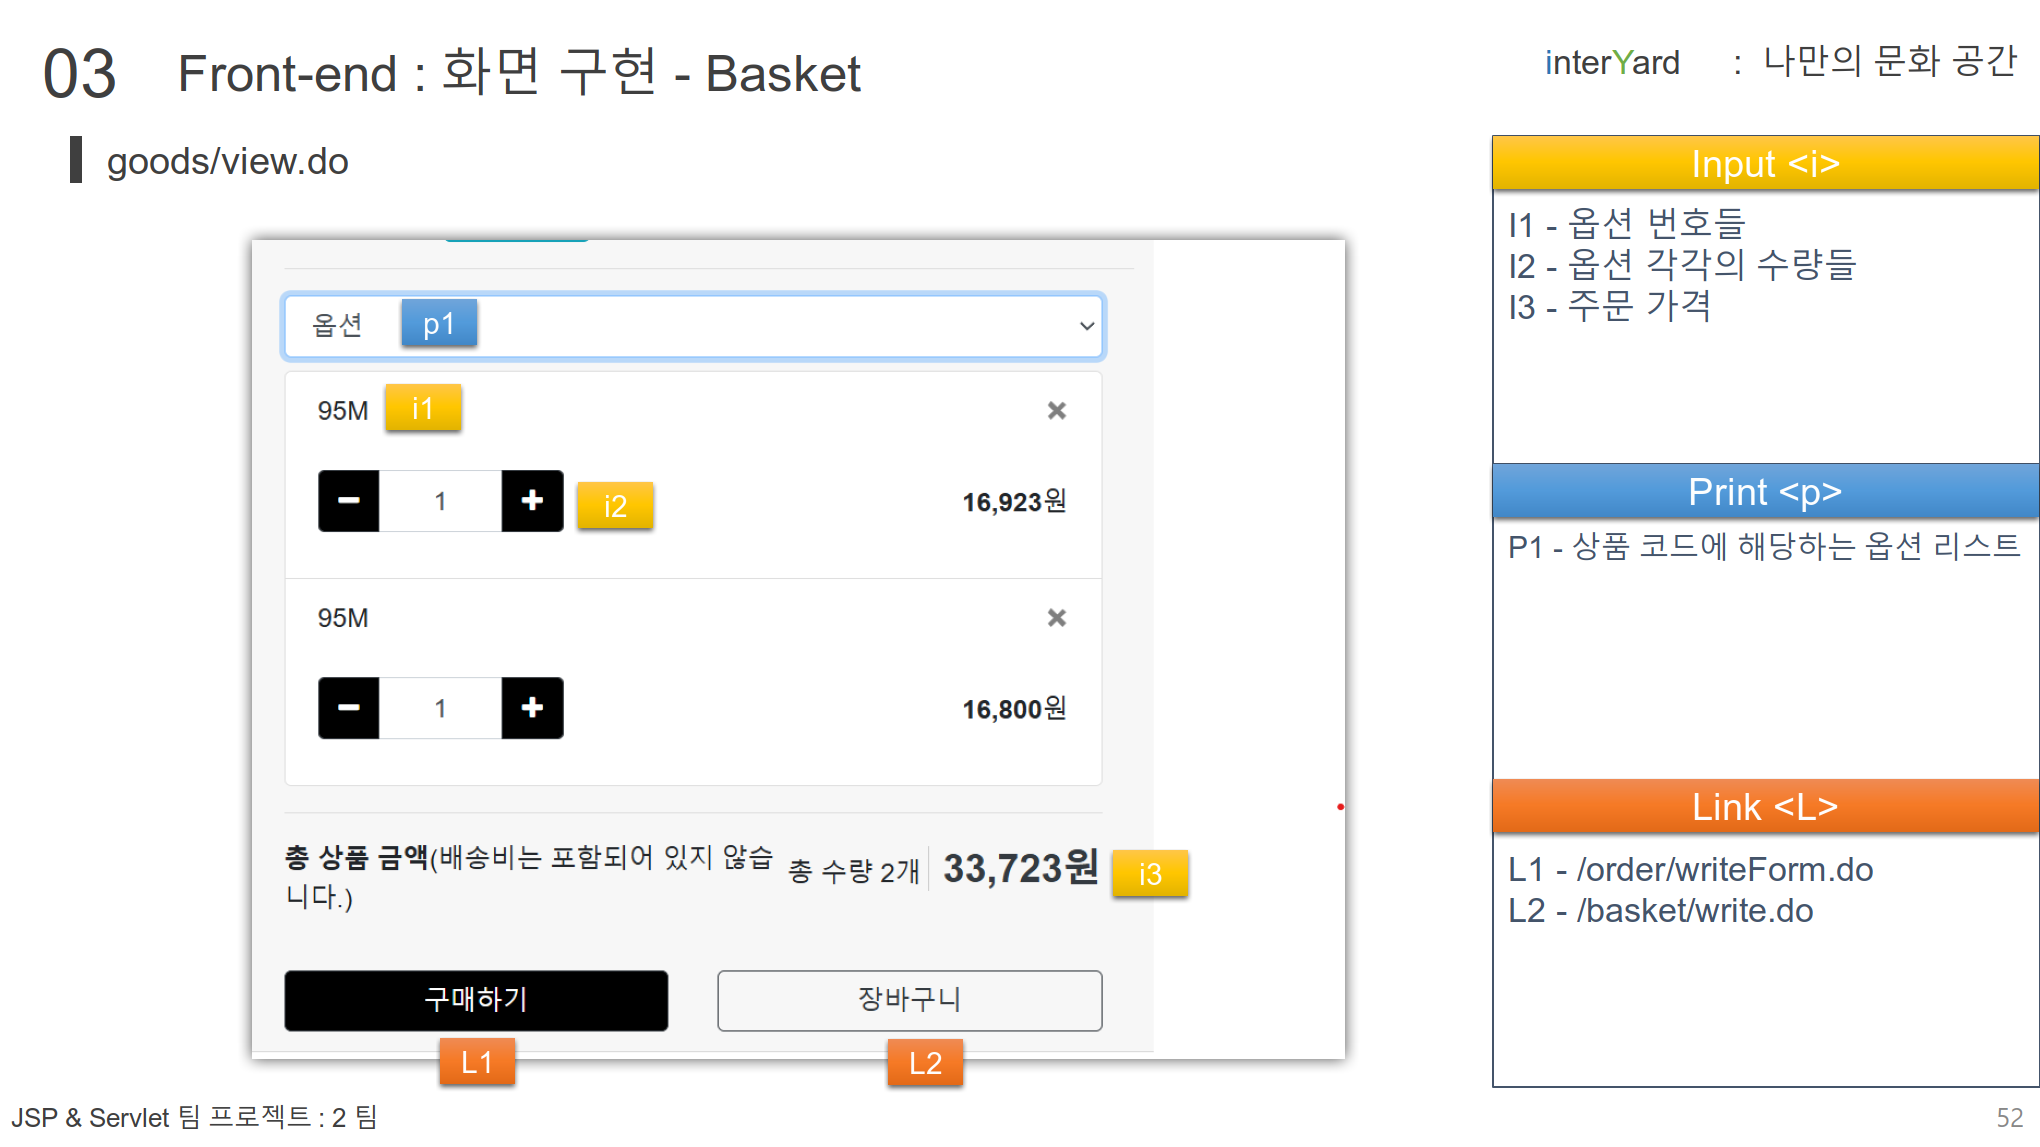 03 Front-end : 화면 구현 - Basket
interYard : 나만의 문화 공간
goods/view.do
옵션 p1
95M i1
1 i2 16,923원
95M
1 16,800원
총 상품 금액(배송비는 포함되어 있지 않습
니다.)
총 수량 2개 33,723원 i3
구매하기 장바구니
L1 L2
Input <i>
I1 - 옵션 번호들
I2 - 옵션 각각의 수량들
I3 - 주문 가격
Print <p>
P1 - 상품 코드에 해당하는 옵션 리스트
Link <L>
L1 - /order/writeForm.do
L2 - /basket/write.do
JSP & Servlet 팀 프로젝트 : 2 팀
52